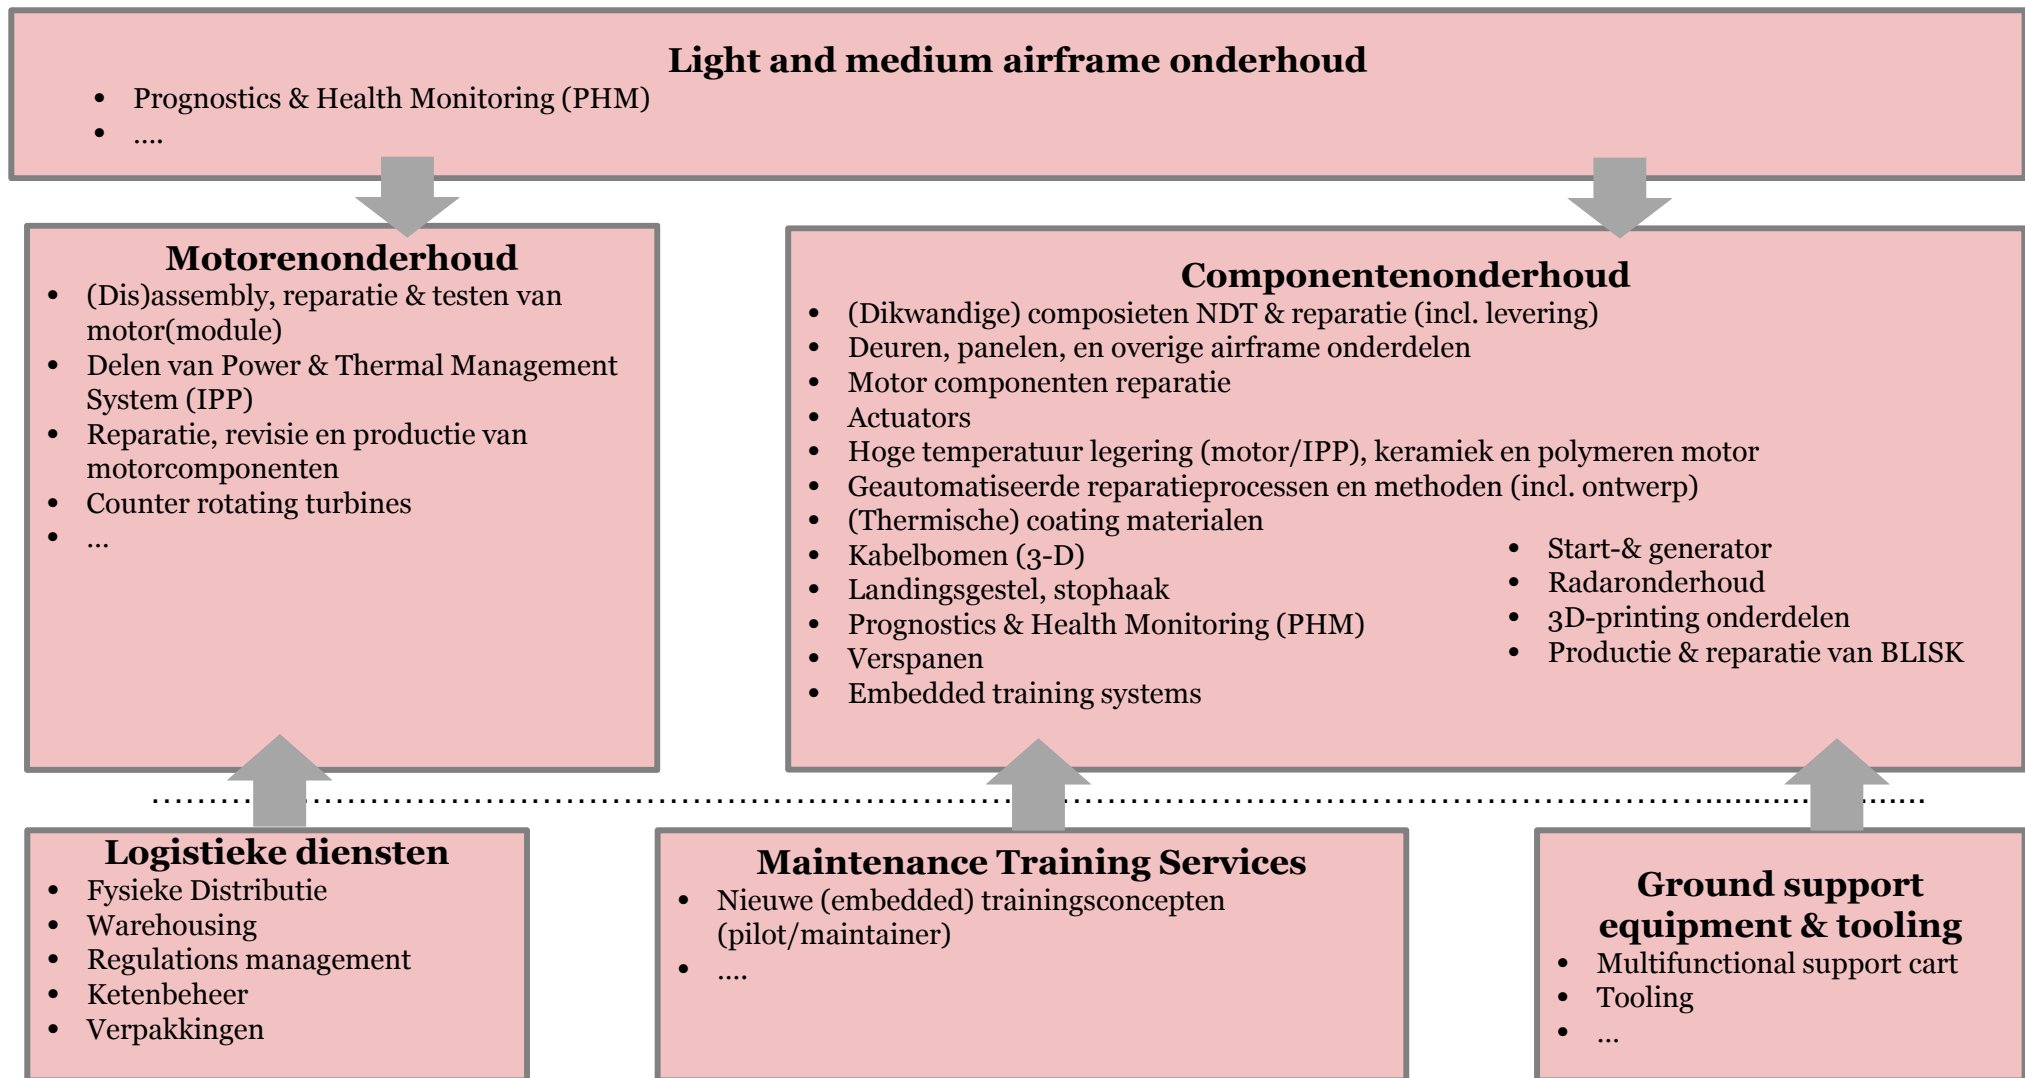 Light and medium airframe onderhoud
• Prognostics & Health Monitoring (PHM)
• ....
Motorenonderhoud
• (Dis)assembly, reparatie & testen van
motor(module)
• Delen van Power & Thermal Management
System (IPP)
• Reparatie, revisie en productie van
motorcomponenten
• Counter rotating turbines
• ...
Componentenonderhoud
• (Dikwandige) composieten NDT & reparatie (incl. levering)
• Deuren, panelen, en overige airframe onderdelen
• Motor componenten reparatie
• Actuators
• Hoge temperatuur legering (motor/IPP), keramiek en polymeren motor
• Geautomatiseerde reparatieprocessen en methoden (incl. ontwerp)
• (Thermische) coating materialen
• Kabelbomen (3-D)
• Landingsgestel, stophaak
• Prognostics & Health Monitoring (PHM)
• Verspanen
• Embedded training systems
• Start-& generator
• Radaronderhoud
• 3D-printing onderdelen
• Productie & reparatie van BLISK
Logistieke diensten
• Fysieke Distributie
• Warehousing
• Regulations management
• Ketenbeheer
• Verpakkingen
Maintenance Training Services
• Nieuwe (embedded) trainingsconcepten
(pilot/maintainer)
• ....
Ground support
equipment & tooling
• Multifunctional support cart
• Tooling
• ...